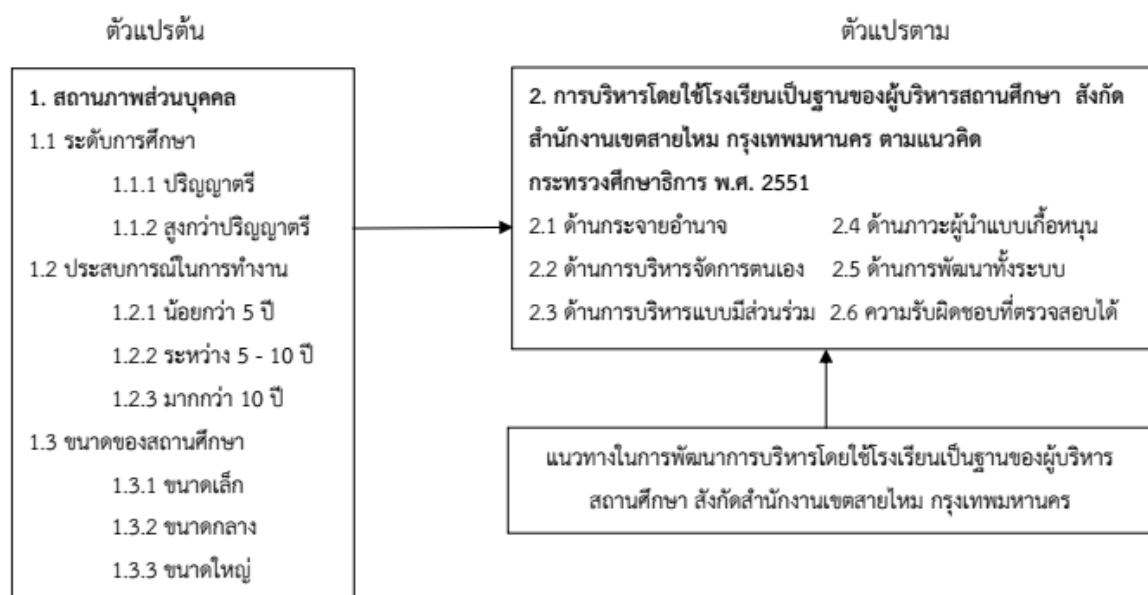 ตัวแปรต้น
ตัวแปรตาม
1. สถานภาพส่วนบุคคล
1.1 ระดับการศึกษา
1.1.1 ปริญญาตรี
1.1.2 สูงกว่าปริญญาตรี
1.2 ประสบการณ์ในการทำงาน
1.2.1 น้อยกว่า 5 ปี
1.2.2 ระหว่าง 5 - 10 ปี
1.2.3 มากกว่า 10 ปี
1.3 ขนาดของสถานศึกษา
1.3.1 ขนาดเล็ก
1.3.2 ขนาดกลาง
1.3.3 ขนาดใหญ่
2. การบริหารโดยใช้โรงเรียนเป็นฐานของผู้บริหารสถานศึกษา สังกัด
สำนักงานเขตสายไหม กรุงเทพมหานคร ตามแนวคิด
กระทรวงศึกษาธิการ พ.ศ. 2551
2.1 ด้านกระจายอำนาจ 2.4 ด้านภาวะผู้นำแบบเกื้อหนุน
2.2 ด้านการบริหารจัดการตนเอง 2.5 ด้านการพัฒนาทั้งระบบ
2.3 ด้านการบริหารแบบมีส่วนร่วม 2.6 ความรับผิดชอบที่ตรวจสอบได้
แนวทางในการพัฒนาการบริหารโดยใช้โรงเรียนเป็นฐานของผู้บริหาร
สถานศึกษา สังกัดสำนักงานเขตสายไหม กรุงเทพมหานคร